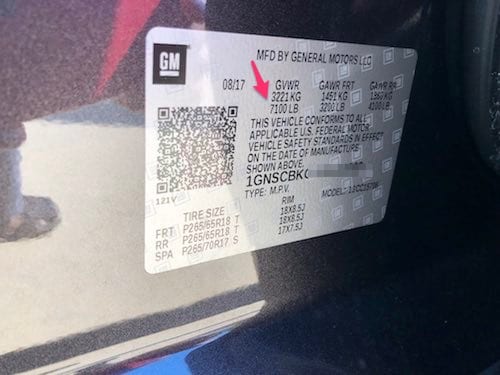 GM
MFD BY GENERAL MOTORS LLC
08/17 GVWR GAWR FRT GAWR RR
3221 KG 1451 KG
7100 LB 3200 LB 4100 LB
THIS VEHICLE CONFORMS TO ALL
APPLICABLE U.S. FEDERAL MOTOR
VEHICLE SAFETY STANDARDS IN EFFECT
ON THE DATE OF MANUFACTURE
SHOWN ABOVE.
1GNSCBKC
TYPE: M.P.V. MODEL:
121V
TIRE SIZE RIM
FRT P265/65R18 T 18X8.5J
RR P265/65R18 T 18X8.5J
SPA P265/70R17 S 17X7.5J